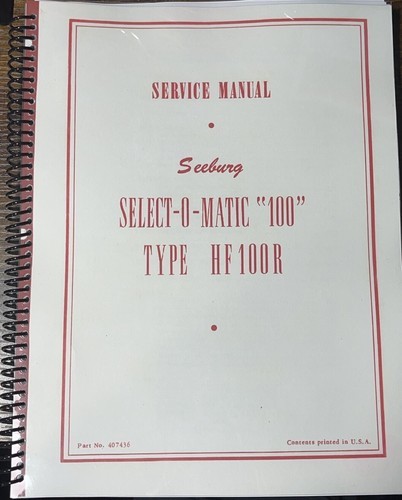 SERVICE MANUAL
Seeburg
SELECT-O-MATIC “100”
TYPE HF100R
Part No. 407436
Contents printed in U.S.A.